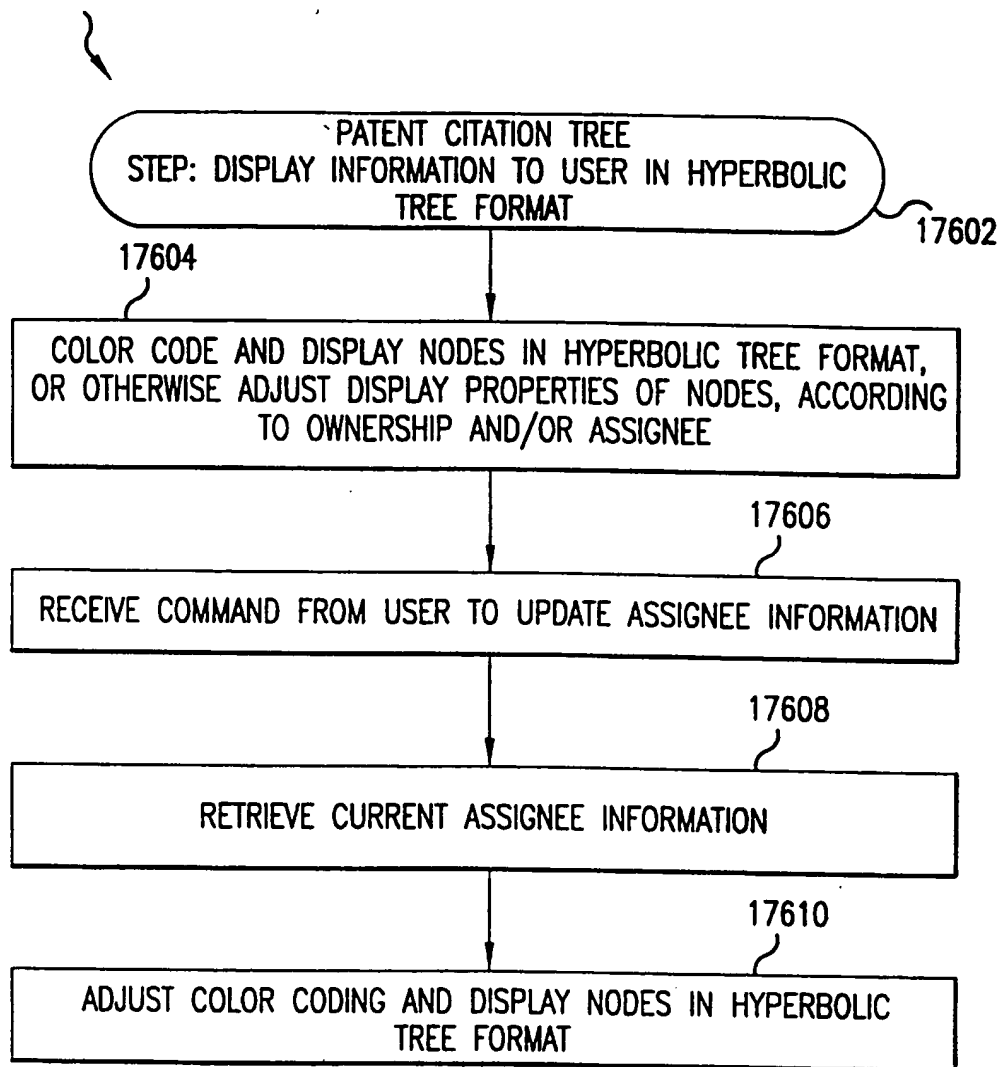 PATENT CITATION TREE
STEP: DISPLAY INFORMATION TO USER IN HYPERBOLIC
TREE FORMAT
17602
17604
COLOR CODE AND DISPLAY NODES IN HYPERBOLIC TREE FORMAT,
OR OTHERWISE ADJUST DISPLAY PROPERTIES OF NODES, ACCORDING
TO OWNERSHIP AND/OR ASSIGNEE
17606
RECEIVE COMMAND FROM USER TO UPDATE ASSIGNEE INFORMATION
17608
RETRIEVE CURRENT ASSIGNEE INFORMATION
17610
ADJUST COLOR CODING AND DISPLAY NODES IN HYPERBOLIC
TREE FORMAT